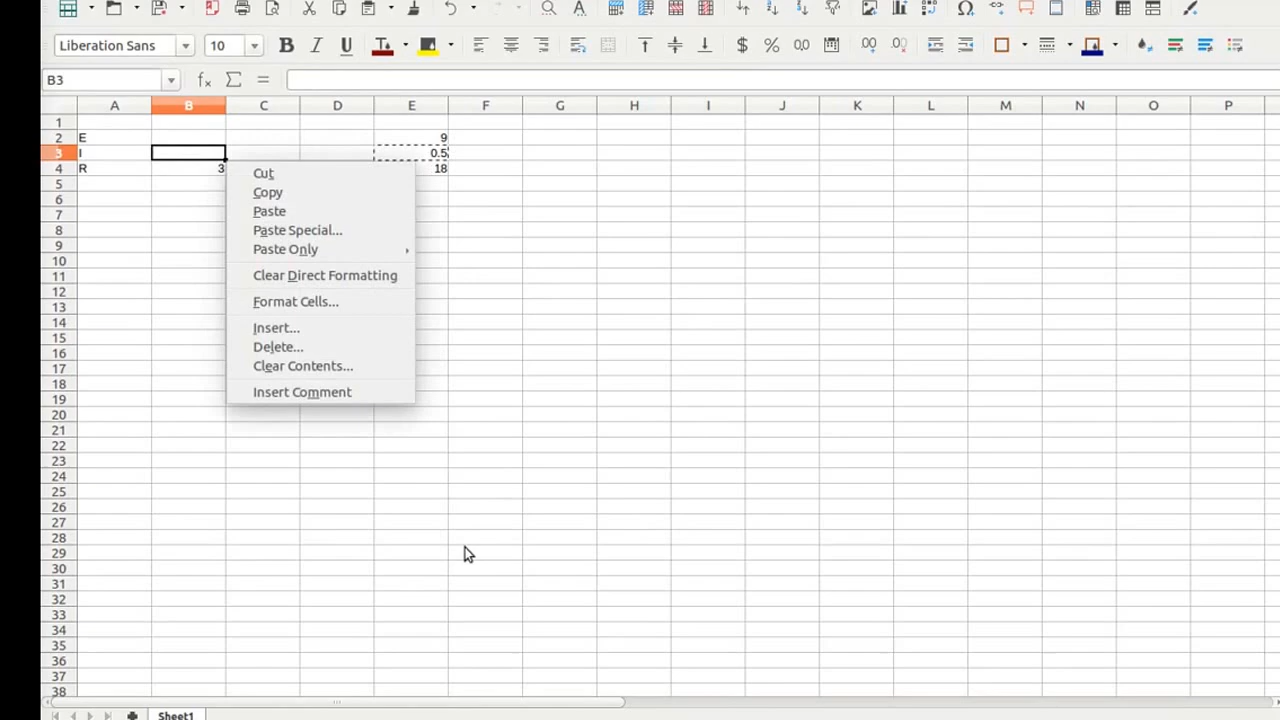 Liberation Sans 10
B3
A B C D E F G H I J K L M N O P
1
2 E 9
3 I 0.5
4 R 3 18
5
6
7
8
9
10
11
12
13
14
15
16
17
18
19
20
21
22
23
24
25
26
27
28
29
30
31
32
33
34
35
36
37
38
Cut
Copy
Paste
Paste Special...
Paste Only
Clear Direct Formatting
Format Cells...
Insert...
Delete...
Clear Contents...
Insert Comment
Sheet1